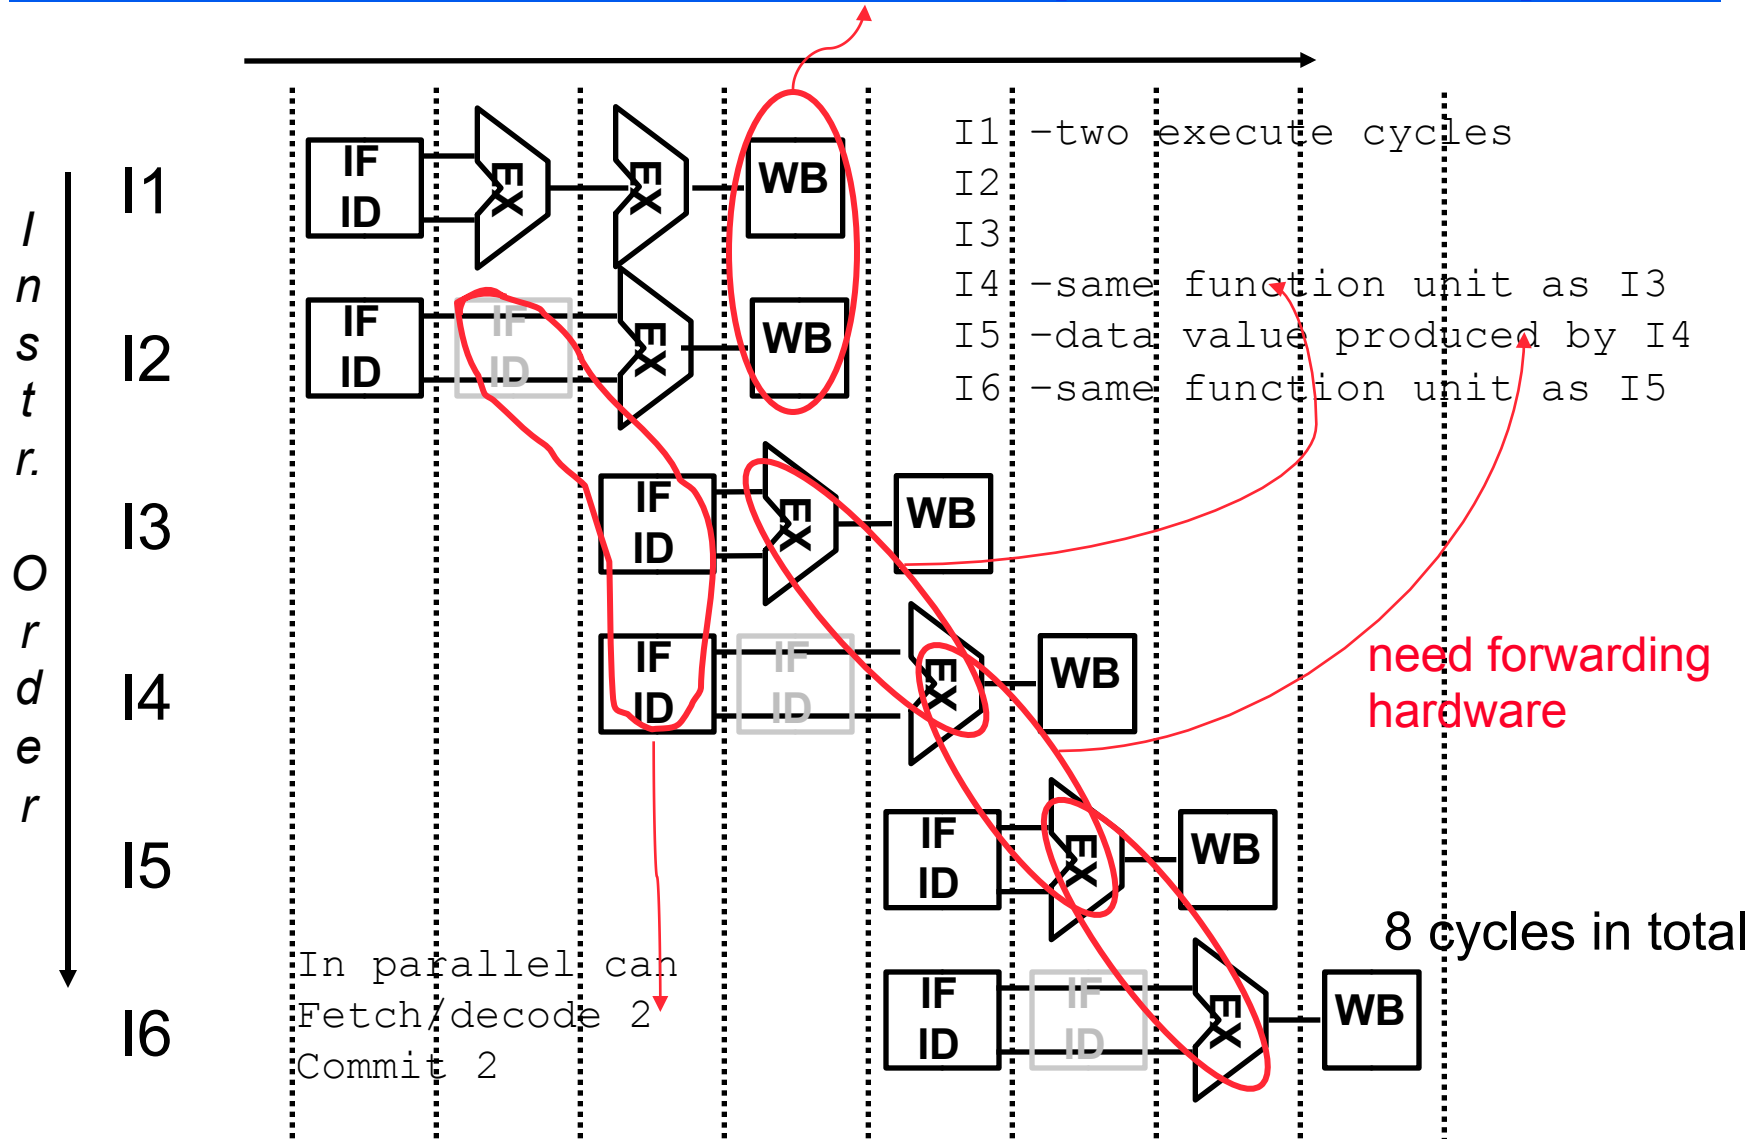 I1 -two execute cycles
I2
I3
I4 -same function unit as I3
I5 -data value produced by I4
I6 -same function unit as I5
Instr. Order
I1
IF
ID
EX
EX
WB
I2
IF
ID
IF
ID
EX
WB
I3
IF
ID
EX
WB
I4
IF
ID
IF
ID
EX
WB
need forwarding
hardware
I5
IF
ID
EX
WB
8 cycles in total
I6
IF
ID
IF
ID
EX
WB
In parallel can
Fetch/decode 2
Commit 2